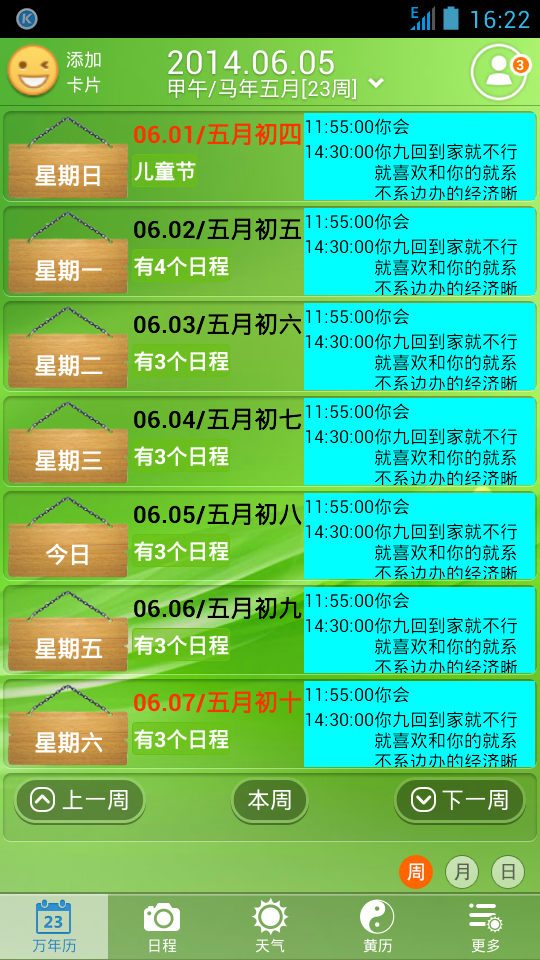 E
16:22
添加
卡片
2014.06.05
甲午/马年五月[23周]
3
星期日
06.01/五月初四
儿童节
11:55:00你会
14:30:00你九回到家就不行
就喜欢和你的就系
不系边办的经济晰
星期一
06.02/五月初五
有4个日程
11:55:00你会
14:30:00你九回到家就不行
就喜欢和你的就系
不系边办的经济晰
星期二
06.03/五月初六
有3个日程
11:55:00你会
14:30:00你九回到家就不行
就喜欢和你的就系
不系边办的经济晰
星期三
06.04/五月初七
有3个日程
11:55:00你会
14:30:00你九回到家就不行
就喜欢和你的就系
不系边办的经济晰
今日
06.05/五月初八
有3个日程
11:55:00你会
14:30:00你九回到家就不行
就喜欢和你的就系
不系边办的经济晰
星期五
06.06/五月初九
有3个日程
11:55:00你会
14:30:00你九回到家就不行
就喜欢和你的就系
不系边办的经济晰
星期六
06.07/五月初十
有3个日程
11:55:00你会
14:30:00你九回到家就不行
就喜欢和你的就系
不系边办的经济晰
上一周
本周
下一周
周
月
日
23
万年历
日程
天气
黄历
更多